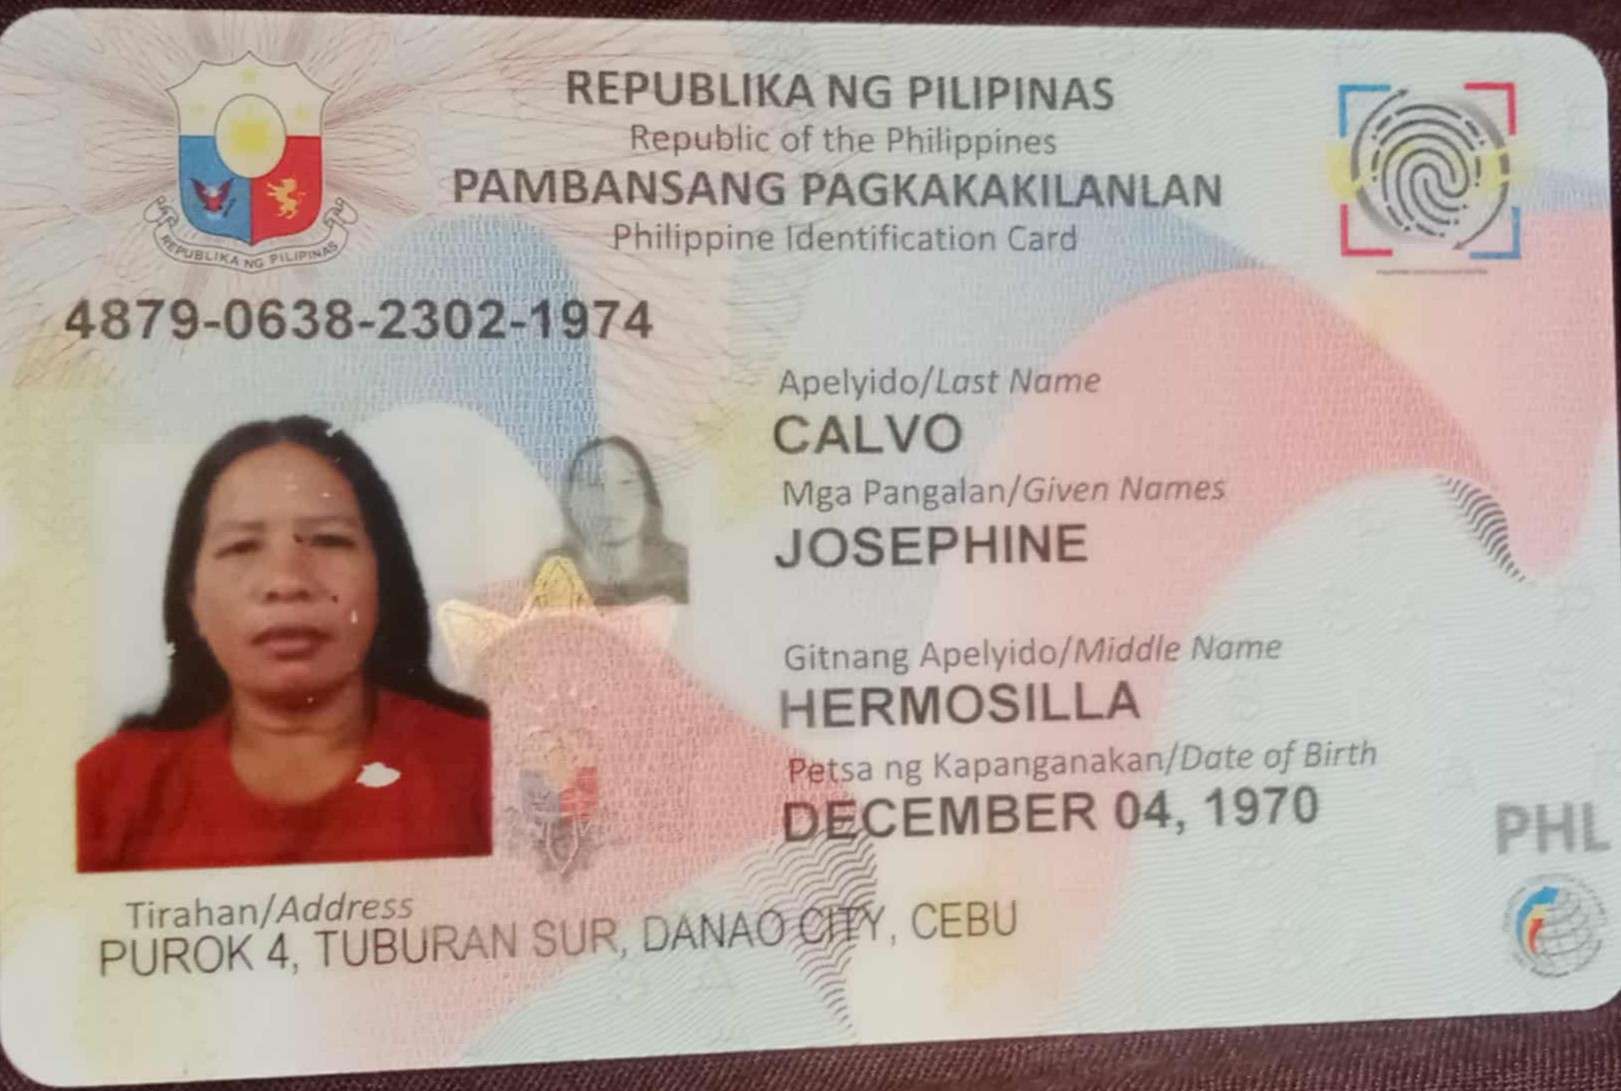 REPUBLIKA NG PILIPINAS
Republic of the Philippines
PAMBANSANG PAGKAKAKILANLAN
Philippine Identification Card
REPUBLIKA NG PILIPINAS
4879-0638-2302-1974
Apelyido/Last Name
CALVO
Mga Pangalan/Given Names
JOSEPHINE
Gitnang Apelyido/Middle Name
HERMOSILLA
Petsa ng Kapanganakan/Date of Birth
DECEMBER 04, 1970
PHL
Tirahan/Address
PUROK 4, TUBURAN SUR, DANAO CITY, CEBU